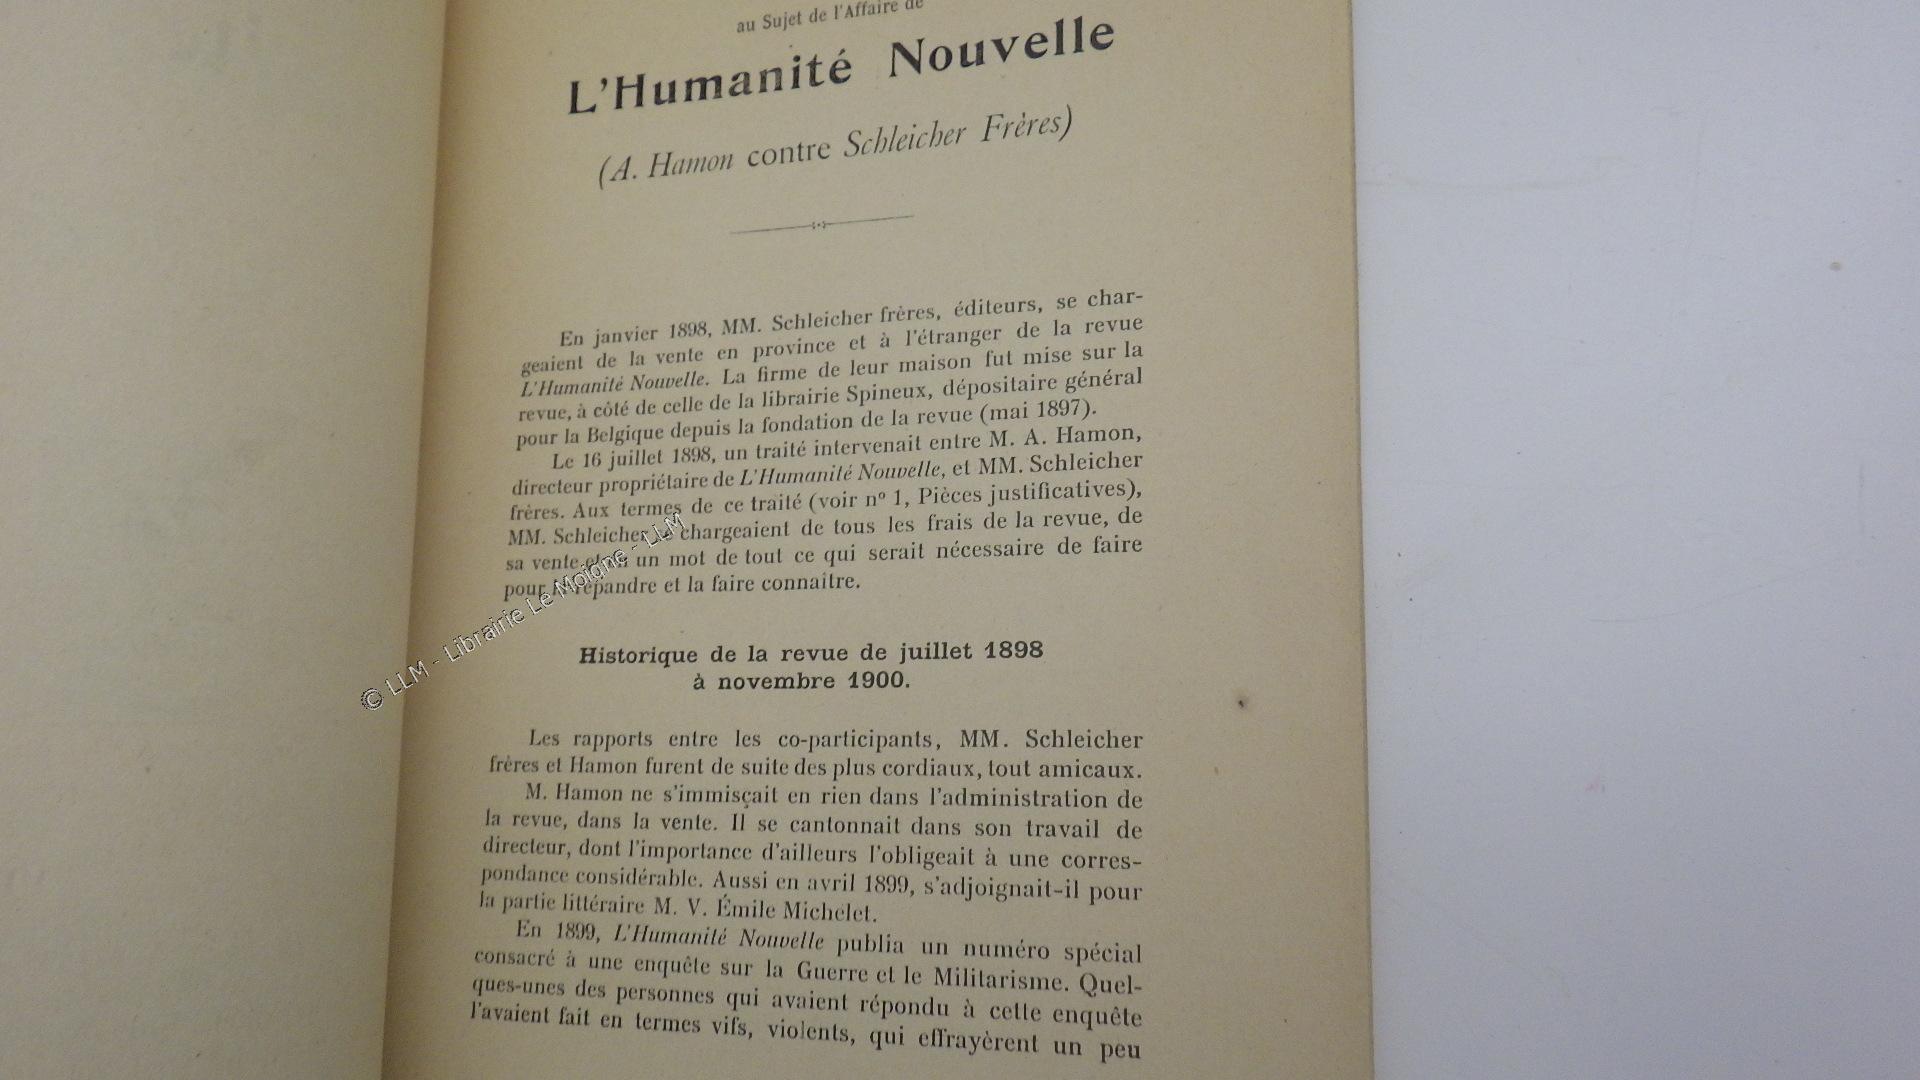 au Sujet de l'Affaire de
L'Humanité Nouvelle
(A. Hamon contre Schleicher Frères)
En janvier 1898, MM. Schleicher frères, éditeurs, se char-
geaient de la vente en province et à l'étranger de la revue
L'Humanité Nouvelle. La firme de leur maison fut mise sur la
revue, à côté de celle de la librairie Spineux, dépositaire général
pour la Belgique depuis la fondation de la revue (mai 1897).
Le 16 juillet 1898, un traité intervenait entre M. A. Hamon,
directeur propriétaire de L'Humanité Nouvelle, et MM. Schleicher
frères. Aux termes de ce traité (voir nº 1, Pièces justificatives),
MM. Schleicher chargeaient de tous les frais de la revue, de
sa vente un mot de tout ce qui serait nécessaire de faire
pour répandre et la faire connaitre.
Historique de la revue de juillet 1898
à novembre 1900.
Les rapports entre les co-participants, MM. Schleicher
frères et Hamon furent de suite des plus cordiaux, tout amicaux.
M. Hamon ne s'immisçait en rien dans l'administration de
la revue, dans la vente. Il se cantonnait dans son travail de
directeur, dont l'importance d'ailleurs l'obligeait à une corres-
pondance considérable. Aussi en avril 1899, s'adjoignait-il pour
la partie littéraire M. V. Émile Michelet.
En 1899, L'Humanité Nouvelle publia un numéro spécial
consacré à une enquête sur la Guerre et le Militarisme. Quel-
ques-unes des personnes qui avaient répondu à cette enquête
l'avaient fait en termes vifs, violents, qui effrayèrent un peu
© LLM - Librairie Le Moigne - LLM